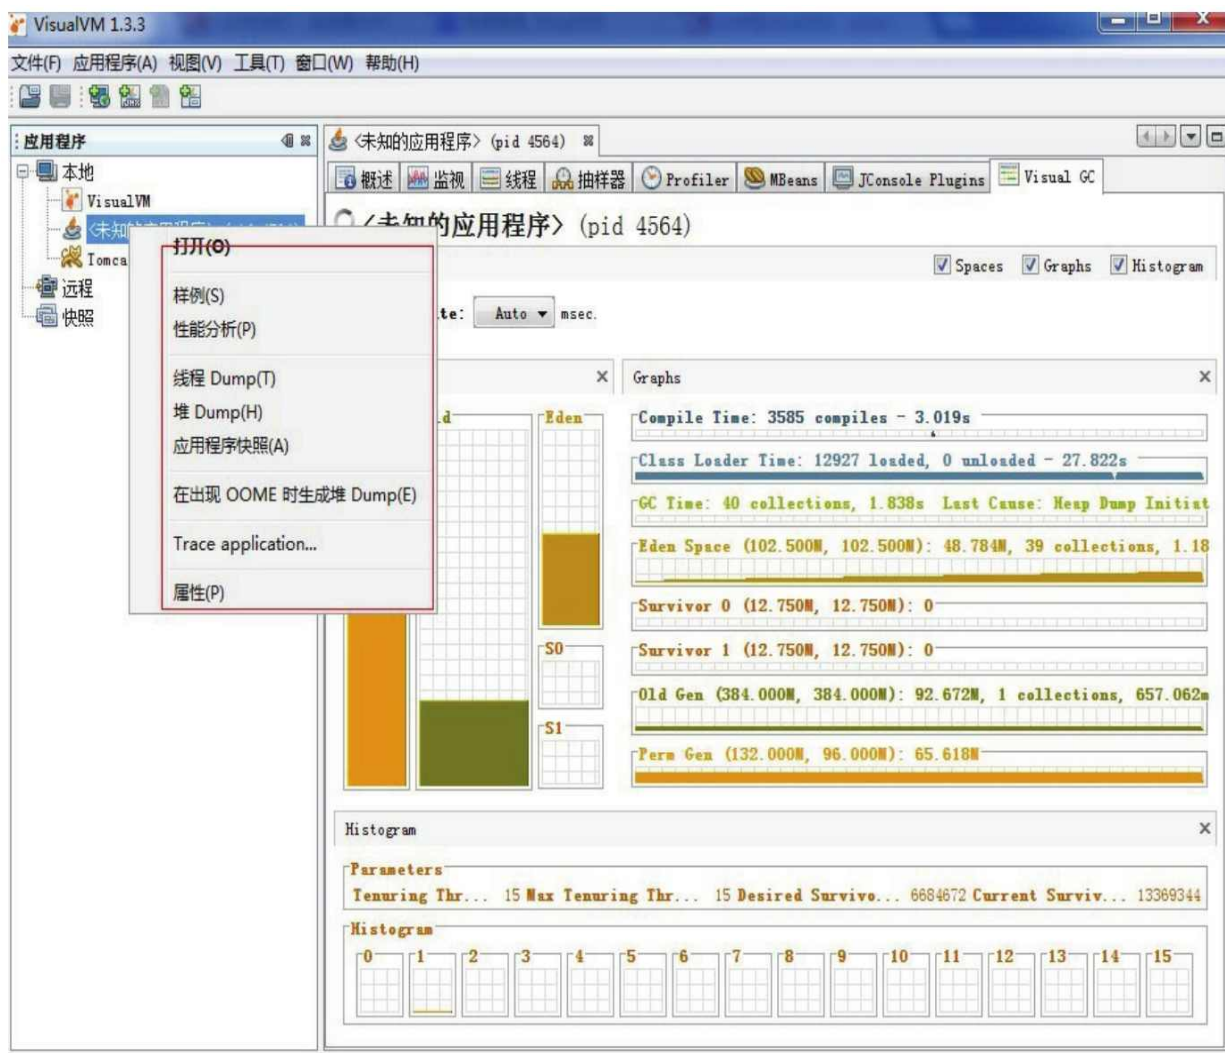 VisualVM 1.3.3
文件(F) 应用程序(A) 视图(V) 工具(T) 窗口(W) 帮助(H)
应用程序
本地
VisualVM
<未知
Tomca
远程
快照
打开(O)
样例(S)
性能分析(P)
线程 Dump(T)
堆 Dump(H)
应用程序快照(A)
在出现 OOME 时生成堆 Dump(E)
Trace application...
属性(P)
<未知的应用程序> (pid 4564)
概述 监视 线程 抽样器 Profiler MBeans JConsole Plugins Visual GC
<未知的应用程序> (pid 4564)
Spaces Graphs Histogram
te: Auto msec.
Graphs
d
Eden
S0
S1
Compile Time: 3585 compiles - 3.019s
Class Loader Time: 12927 loaded, 0 unloaded - 27.822s
GC Time: 40 collections, 1.838s Last Cause: Heap Dump Initiat
Eden Space (102.500M, 102.500M): 48.784M, 39 collections, 1.18
Survivor 0 (12.750M, 12.750M): 0
Survivor 1 (12.750M, 12.750M): 0
Old Gen (384.000M, 384.000M): 92.672M, 1 collections, 657.062m
Perm Gen (132.000M, 96.000M): 65.618M
Histogram
Parameters
Tenuring Thr... 15 Max Tenuring Thr... 15 Desired Survivo... 6684672 Current Surviv... 13369344
Histogram
0 1 2 3 4 5 6 7 8 9 10 11 12 13 14 15